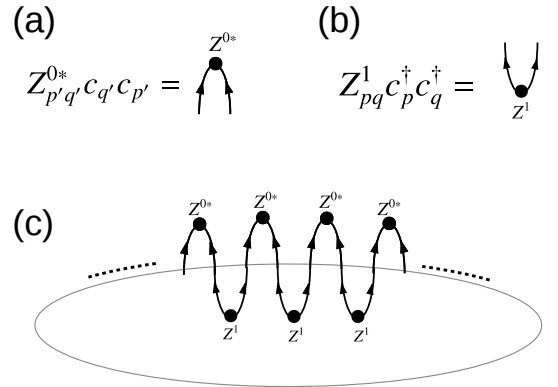 (a) (b)
Z^{0*}
Z^{0*}_{p'q'} c_{q'} c_{p'} = Z^1_{pq} c^†_p c^†_q =
Z^1
(c)
Z^{0*} Z^{0*} Z^{0*} Z^{0*}
Z^1 Z^1 Z^1